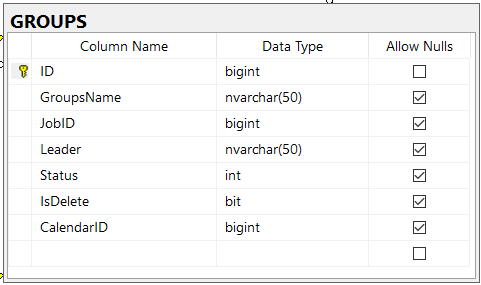 GROUPS
Column Name Data Type Allow Nulls
ID bigint
GroupsName nvarchar(50)
JobID bigint
Leader nvarchar(50)
Status int
IsDelete bit
CalendarID bigint